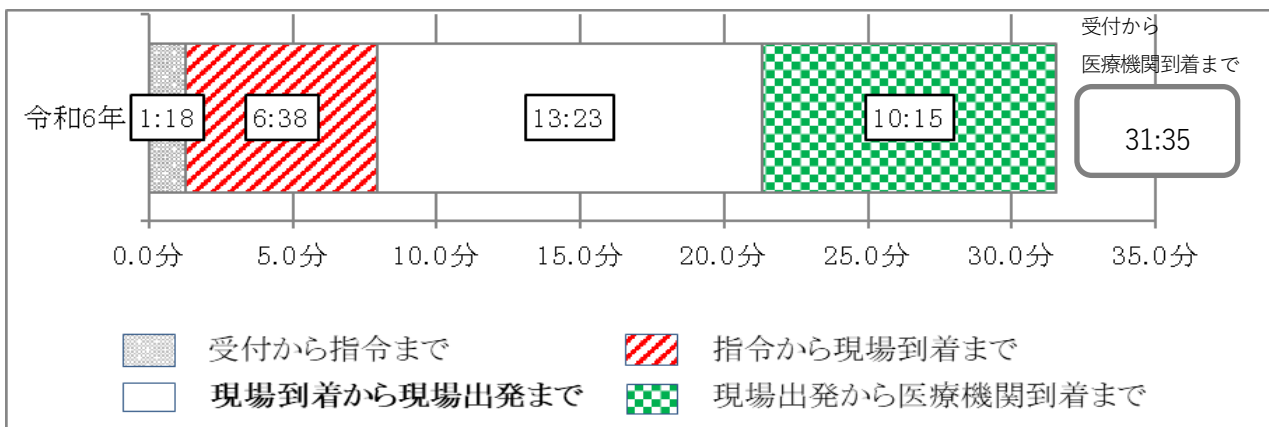 受付から
医療機関到着まで
令和6年 1:18 6:38 13:23 10:15 31:35
0.0分 5.0分 10.0分 15.0分 20.0分 25.0分 30.0分 35.0分
受付から指令まで 指令から現場到着まで
現場到着から現場出発まで 現場出発から医療機関到着まで